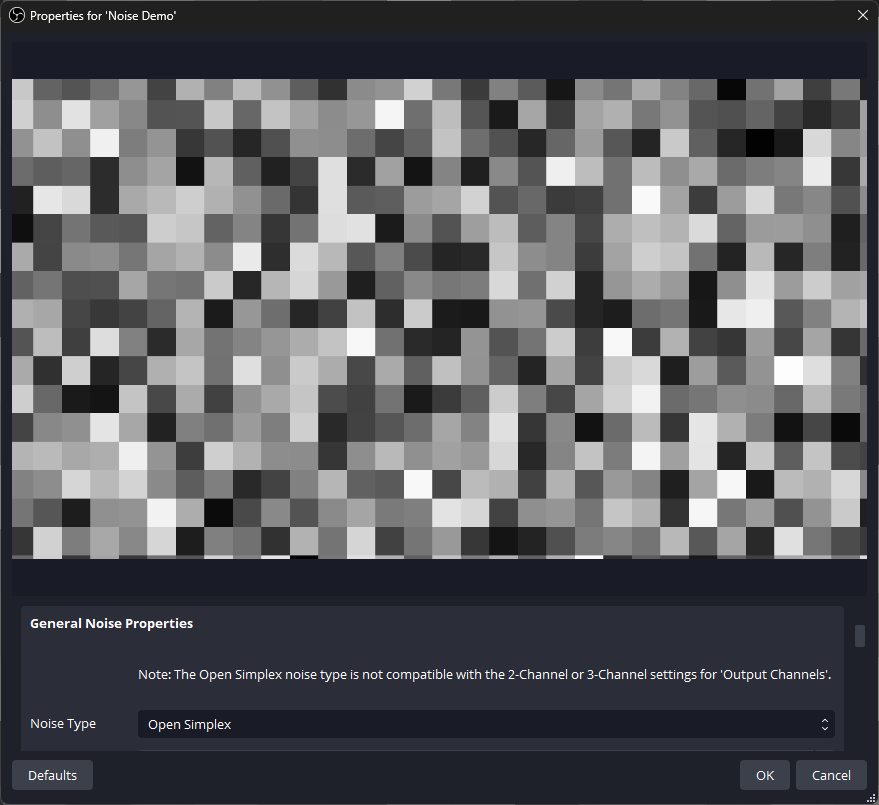 Properties for 'Noise Demo'
General Noise Properties
Note: The Open Simplex noise type is not compatible with the 2-Channel or 3-Channel settings for 'Output Channels'.
Noise Type
Open Simplex
Defaults
OK
Cancel